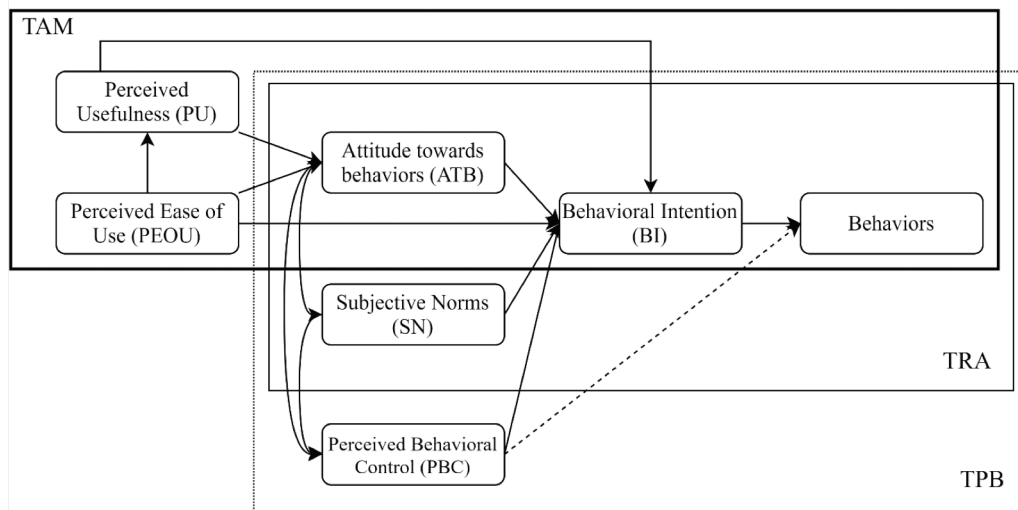 TAM
Perceived
Usefulness (PU)
Perceived Ease of
Use (PEOU)
Attitude towards
behaviors (ATB)
Behavioral Intention
(BI)
Behaviors
Subjective Norms
(SN)
TRA
Perceived Behavioral
Control (PBC)
TPB